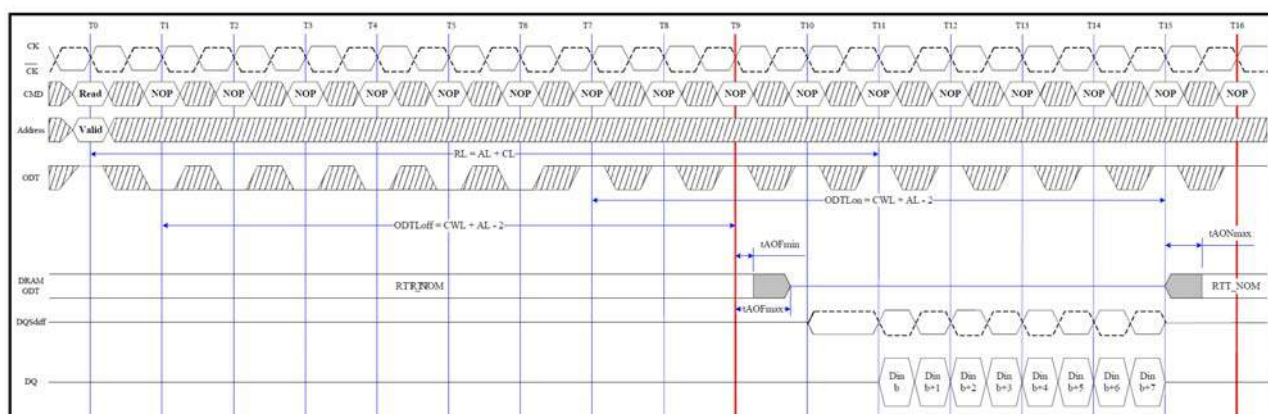 T0 T1 T2 T3 T4 T5 T6 T7 T8 T9 T10 T11 T12 T13 T14 T15 T16
CK
CK
CMD Read NOP NOP NOP NOP NOP NOP NOP NOP NOP NOP NOP NOP NOP NOP NOP NOP
Address Valid
RL = AL + CL
ODT
ODTLon = CWL + AL - 2
ODTLoff = CWL + AL - 2
tAOFmin tAONmax
DRAM
ODT
RTT_NOM RTT_NOM
tAOFmax
DQSdiff
DQ
Din b Din b+1 Din b+2 Din b+3 Din b+4 Din b+5 Din b+6 Din b+7